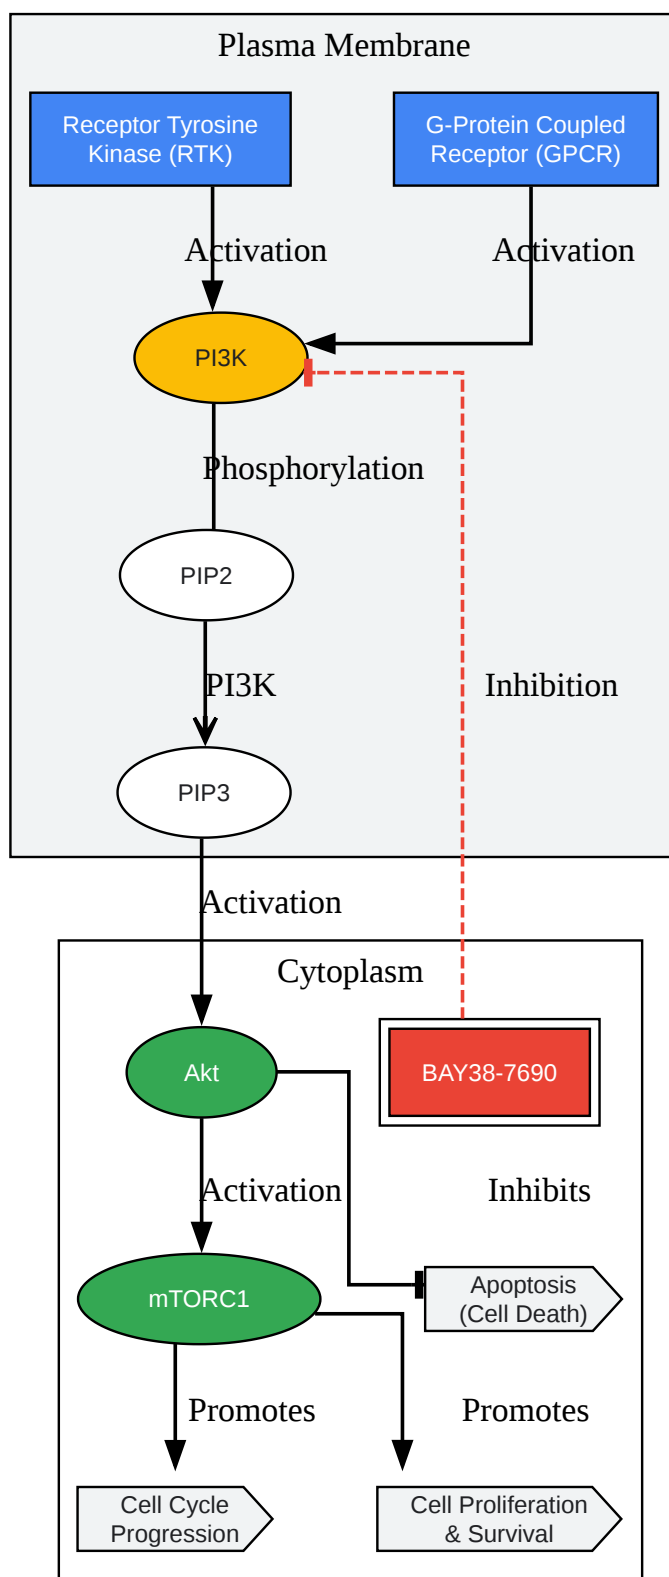 Plasma Membrane
Receptor Tyrosine
Kinase (RTK)
G-Protein Coupled
Receptor (GPCR)
Activation
Activation
PI3K
Phosphorylation
PIP2
PI3K
Inhibition
PIP3
Activation
Cytoplasm
Akt
BAY38-7690
Activation
Inhibits
mTORC1
Apoptosis
(Cell Death)
Promotes
Promotes
Cell Cycle
Progression
Cell Proliferation
& Survival